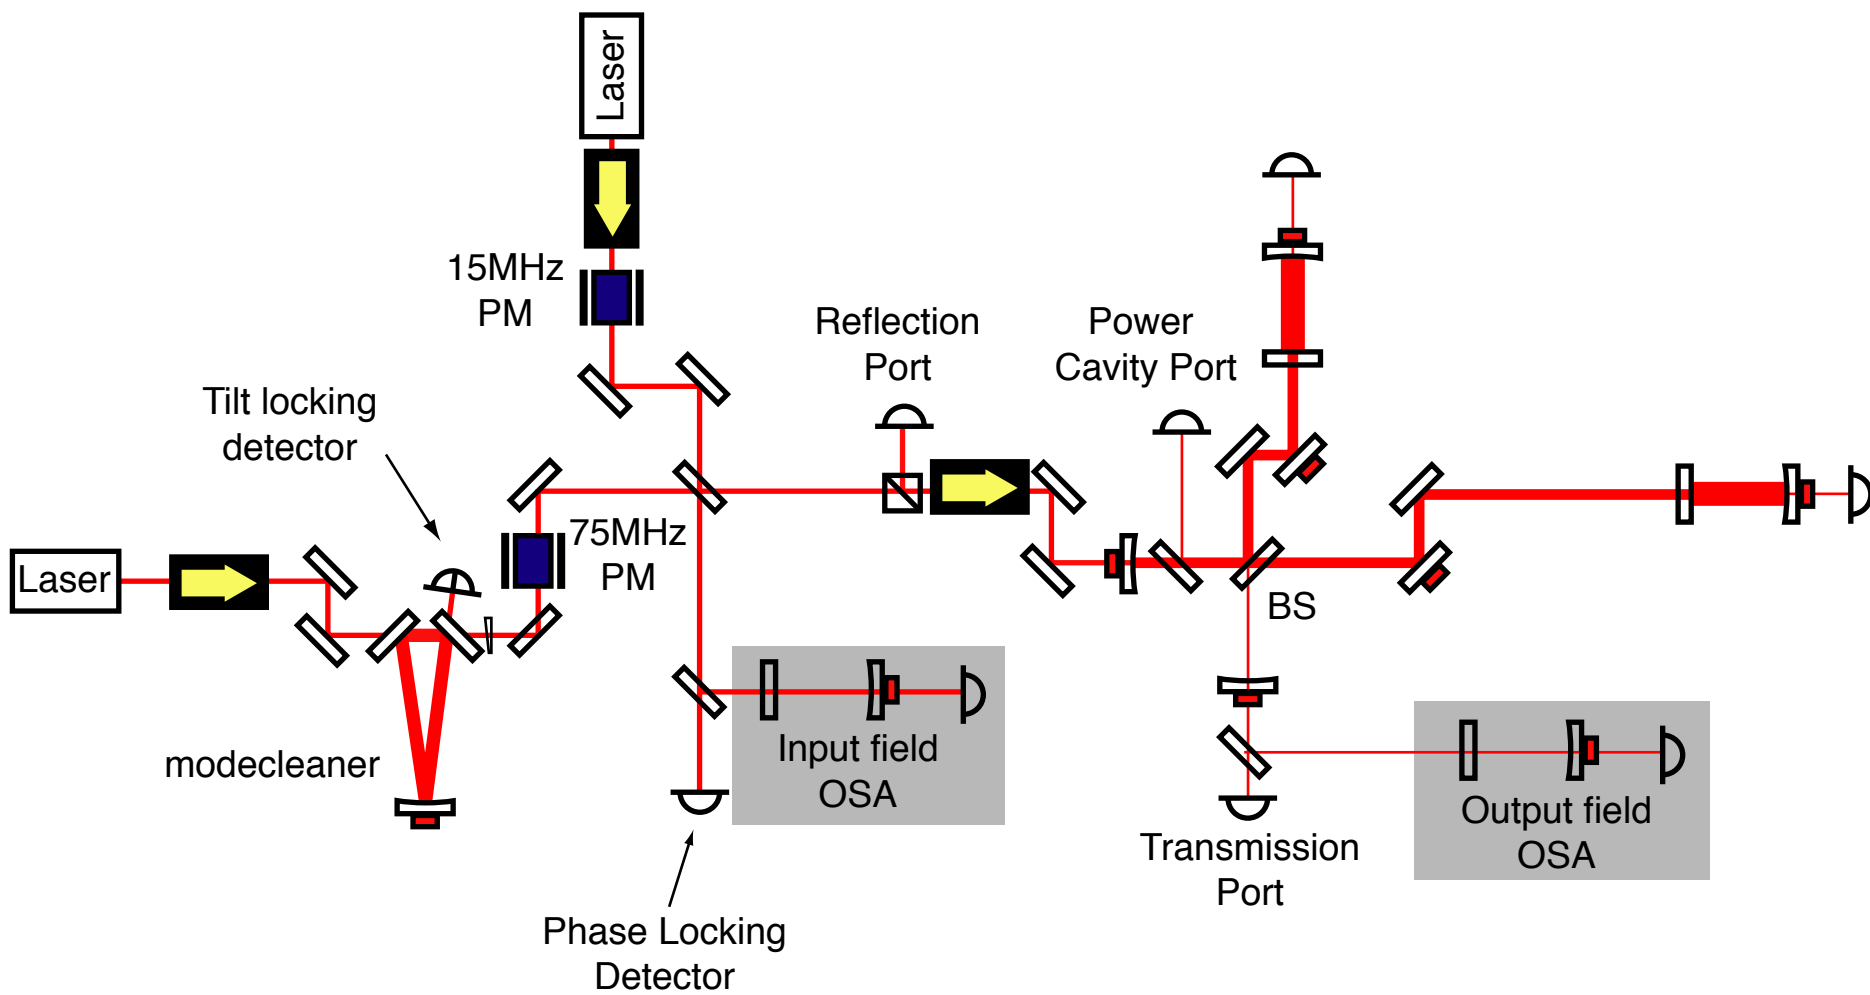 Laser
15MHz
PM
Reflection
Port
Power
Cavity Port
Tilt locking
detector
75MHz
PM
Laser
BS
modecleaner
Input field
OSA
Output field
OSA
Transmission
Port
Phase Locking
Detector